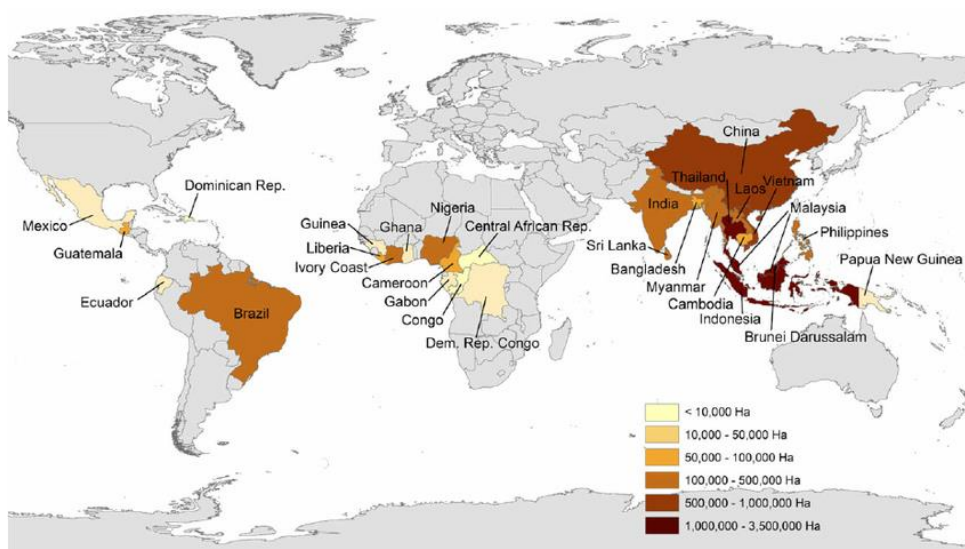 China
Thailand
Laos
Vietnam
India
Malaysia
Dominican Rep.
Nigeria
Guinea
Ghana
Central African Rep.
Mexico
Liberia
Sri Lanka
Philippines
Guatemala
Ivory Coast
Bangladesh
Papua New Guinea
Cameroon
Myanmar
Ecuador
Gabon
Cambodia
Brazil
Congo
Indonesia
Dem. Rep. Congo
Brunei Darussalam
< 10,000 Ha
10,000 - 50,000 Ha
50,000 - 100,000 Ha
100,000 - 500,000 Ha
500,000 - 1,000,000 Ha
1,000,000 - 3,500,000 Ha